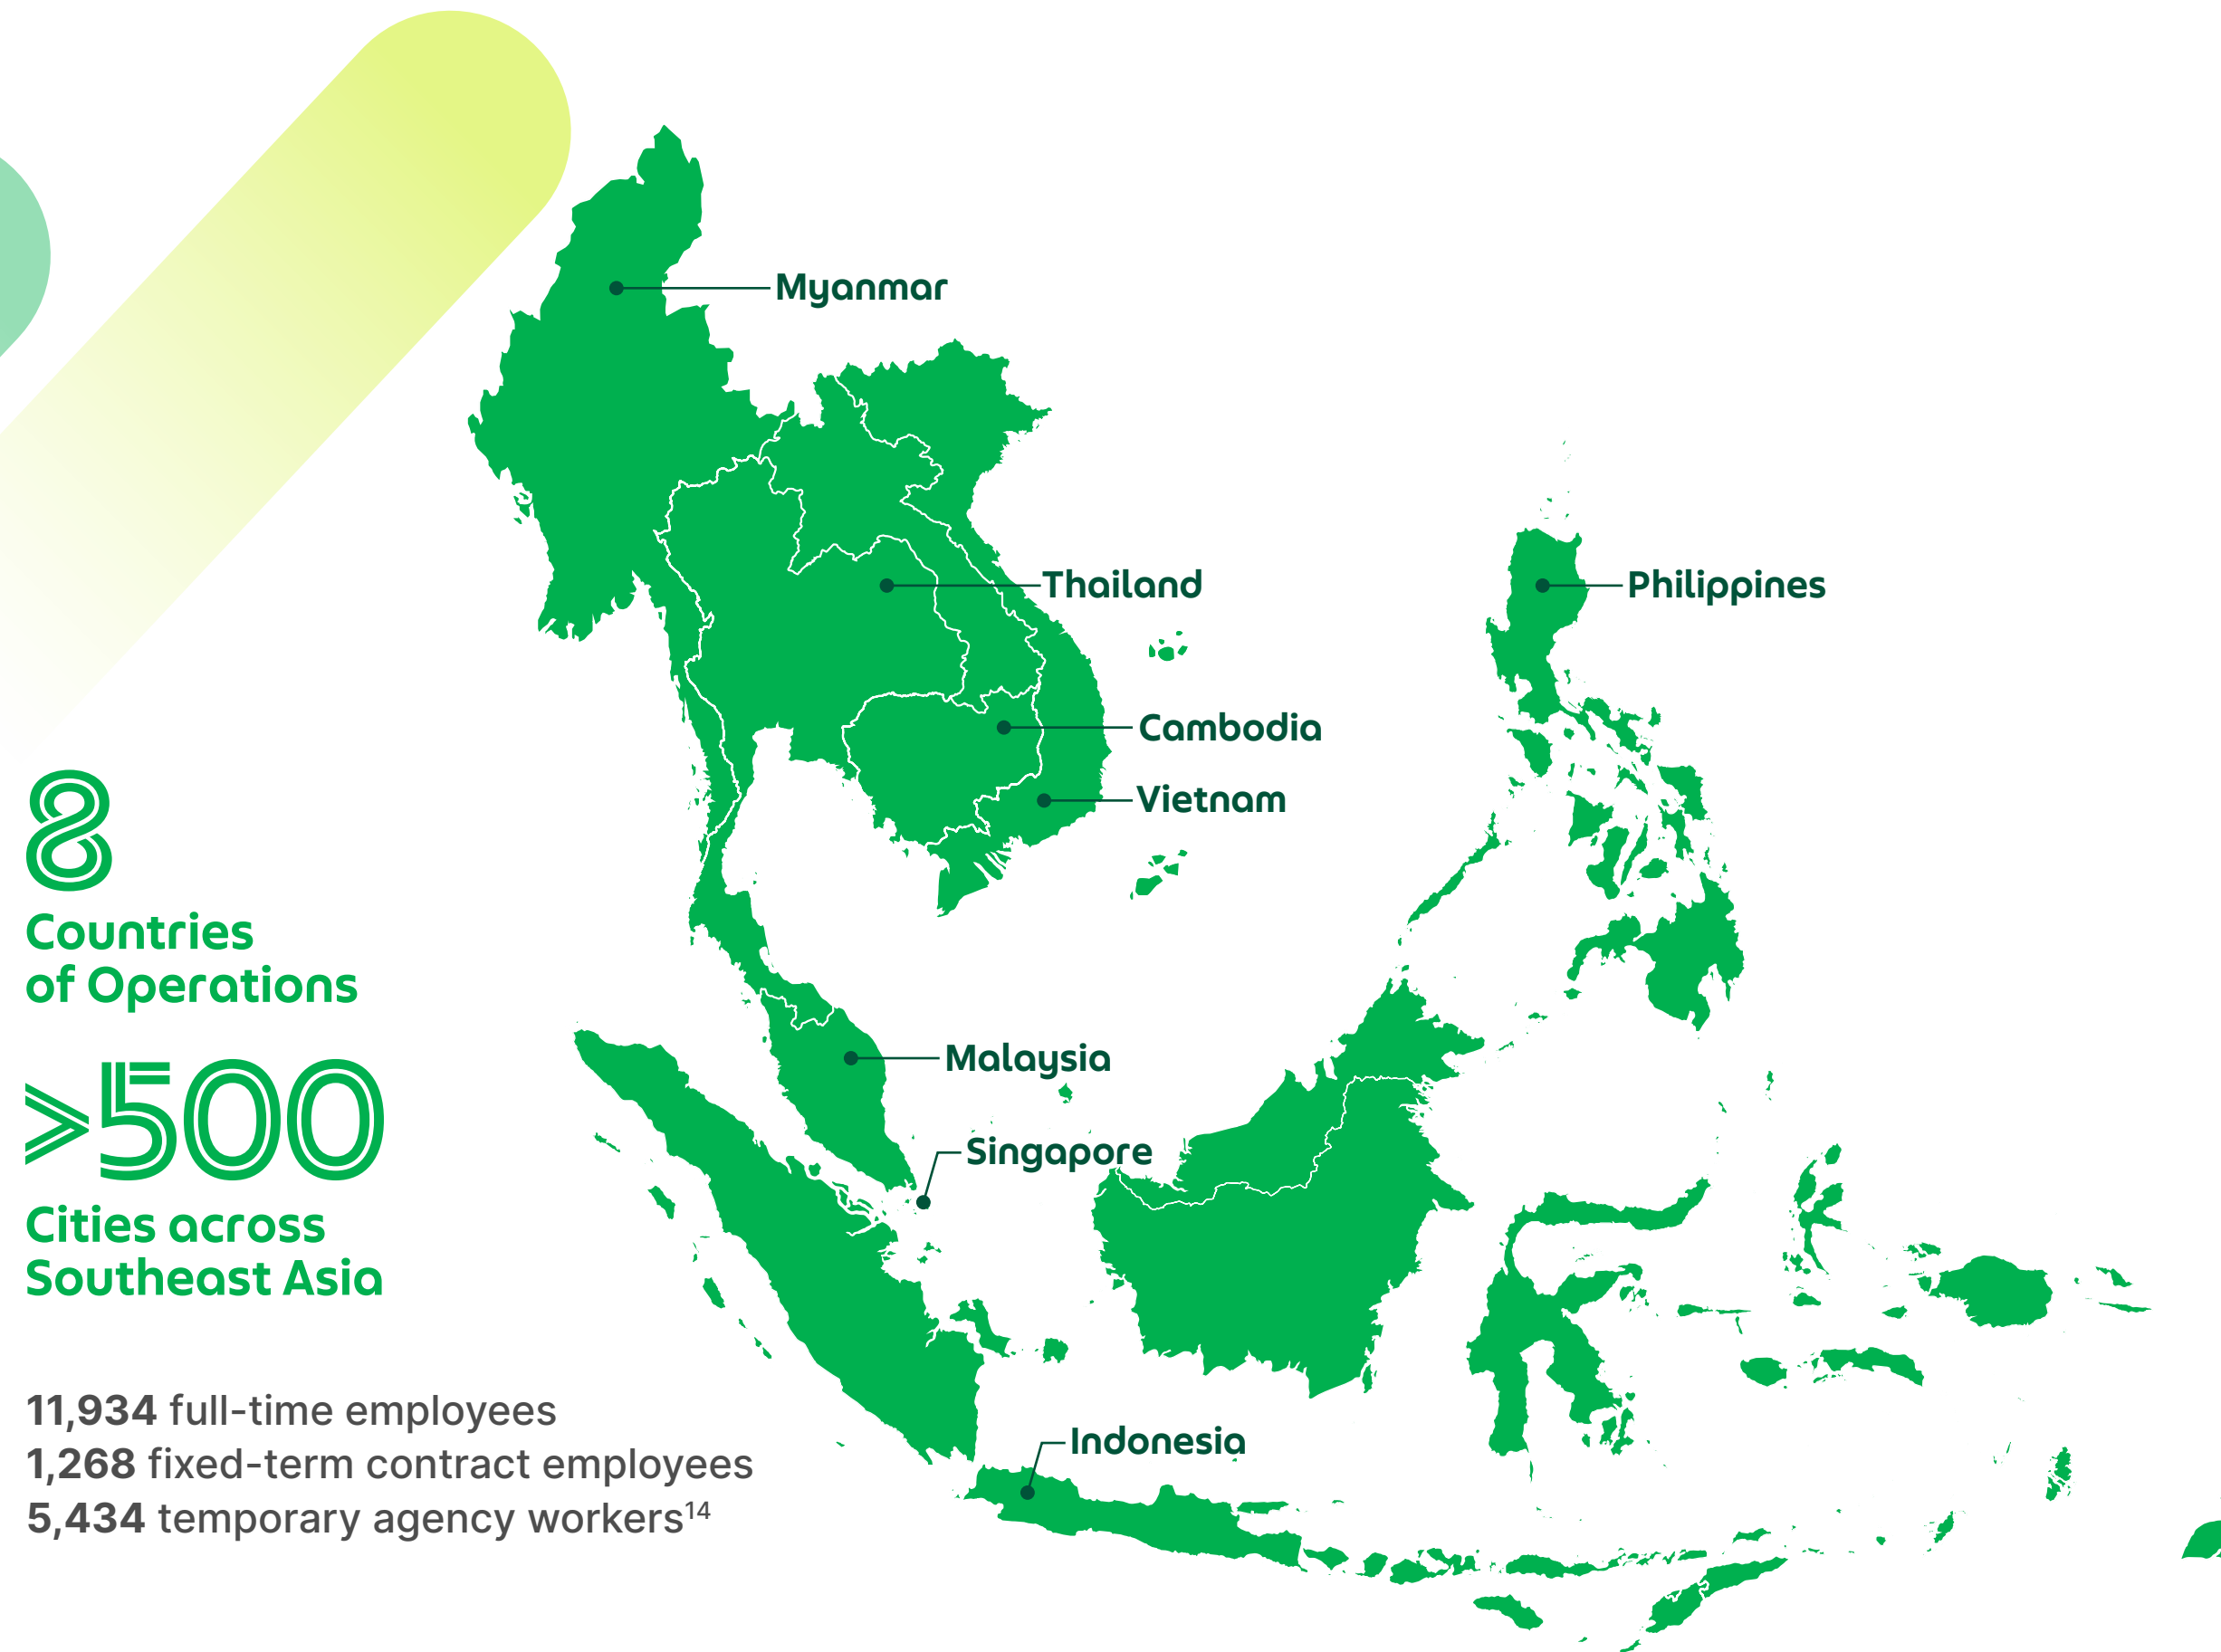 Myanmar
Thailand
Philippines
Cambodia
Vietnam
8
Countries
of Operations
Malaysia
>500
Singapore
Cities across
Southeast Asia
11,934 full-time employees
Indonesia
1,268 fixed-term contract employees
5,434 temporary agency workers14